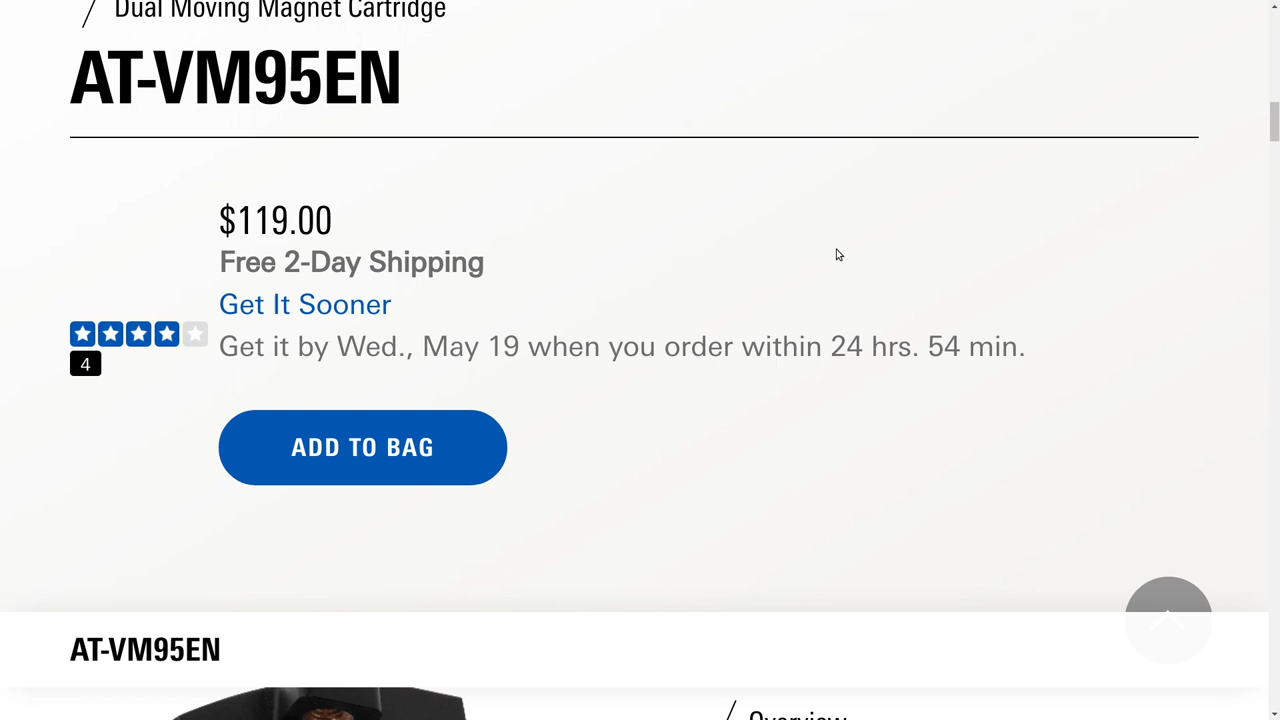 Dual Moving Magnet Cartridge
AT-VM95EN
$119.00
Free 2-Day Shipping
Get It Sooner
Get it by Wed., May 19 when you order within 24 hrs. 54 min.
4
ADD TO BAG
AT-VM95EN
Overview